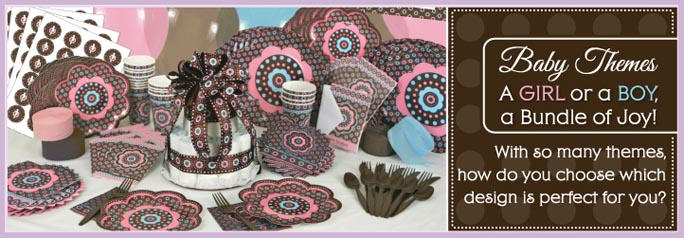 Baby Themes
A GIRL or a BOY,
a Bundle of Joy!
With so many themes,
how do you choose which
design is perfect for you?